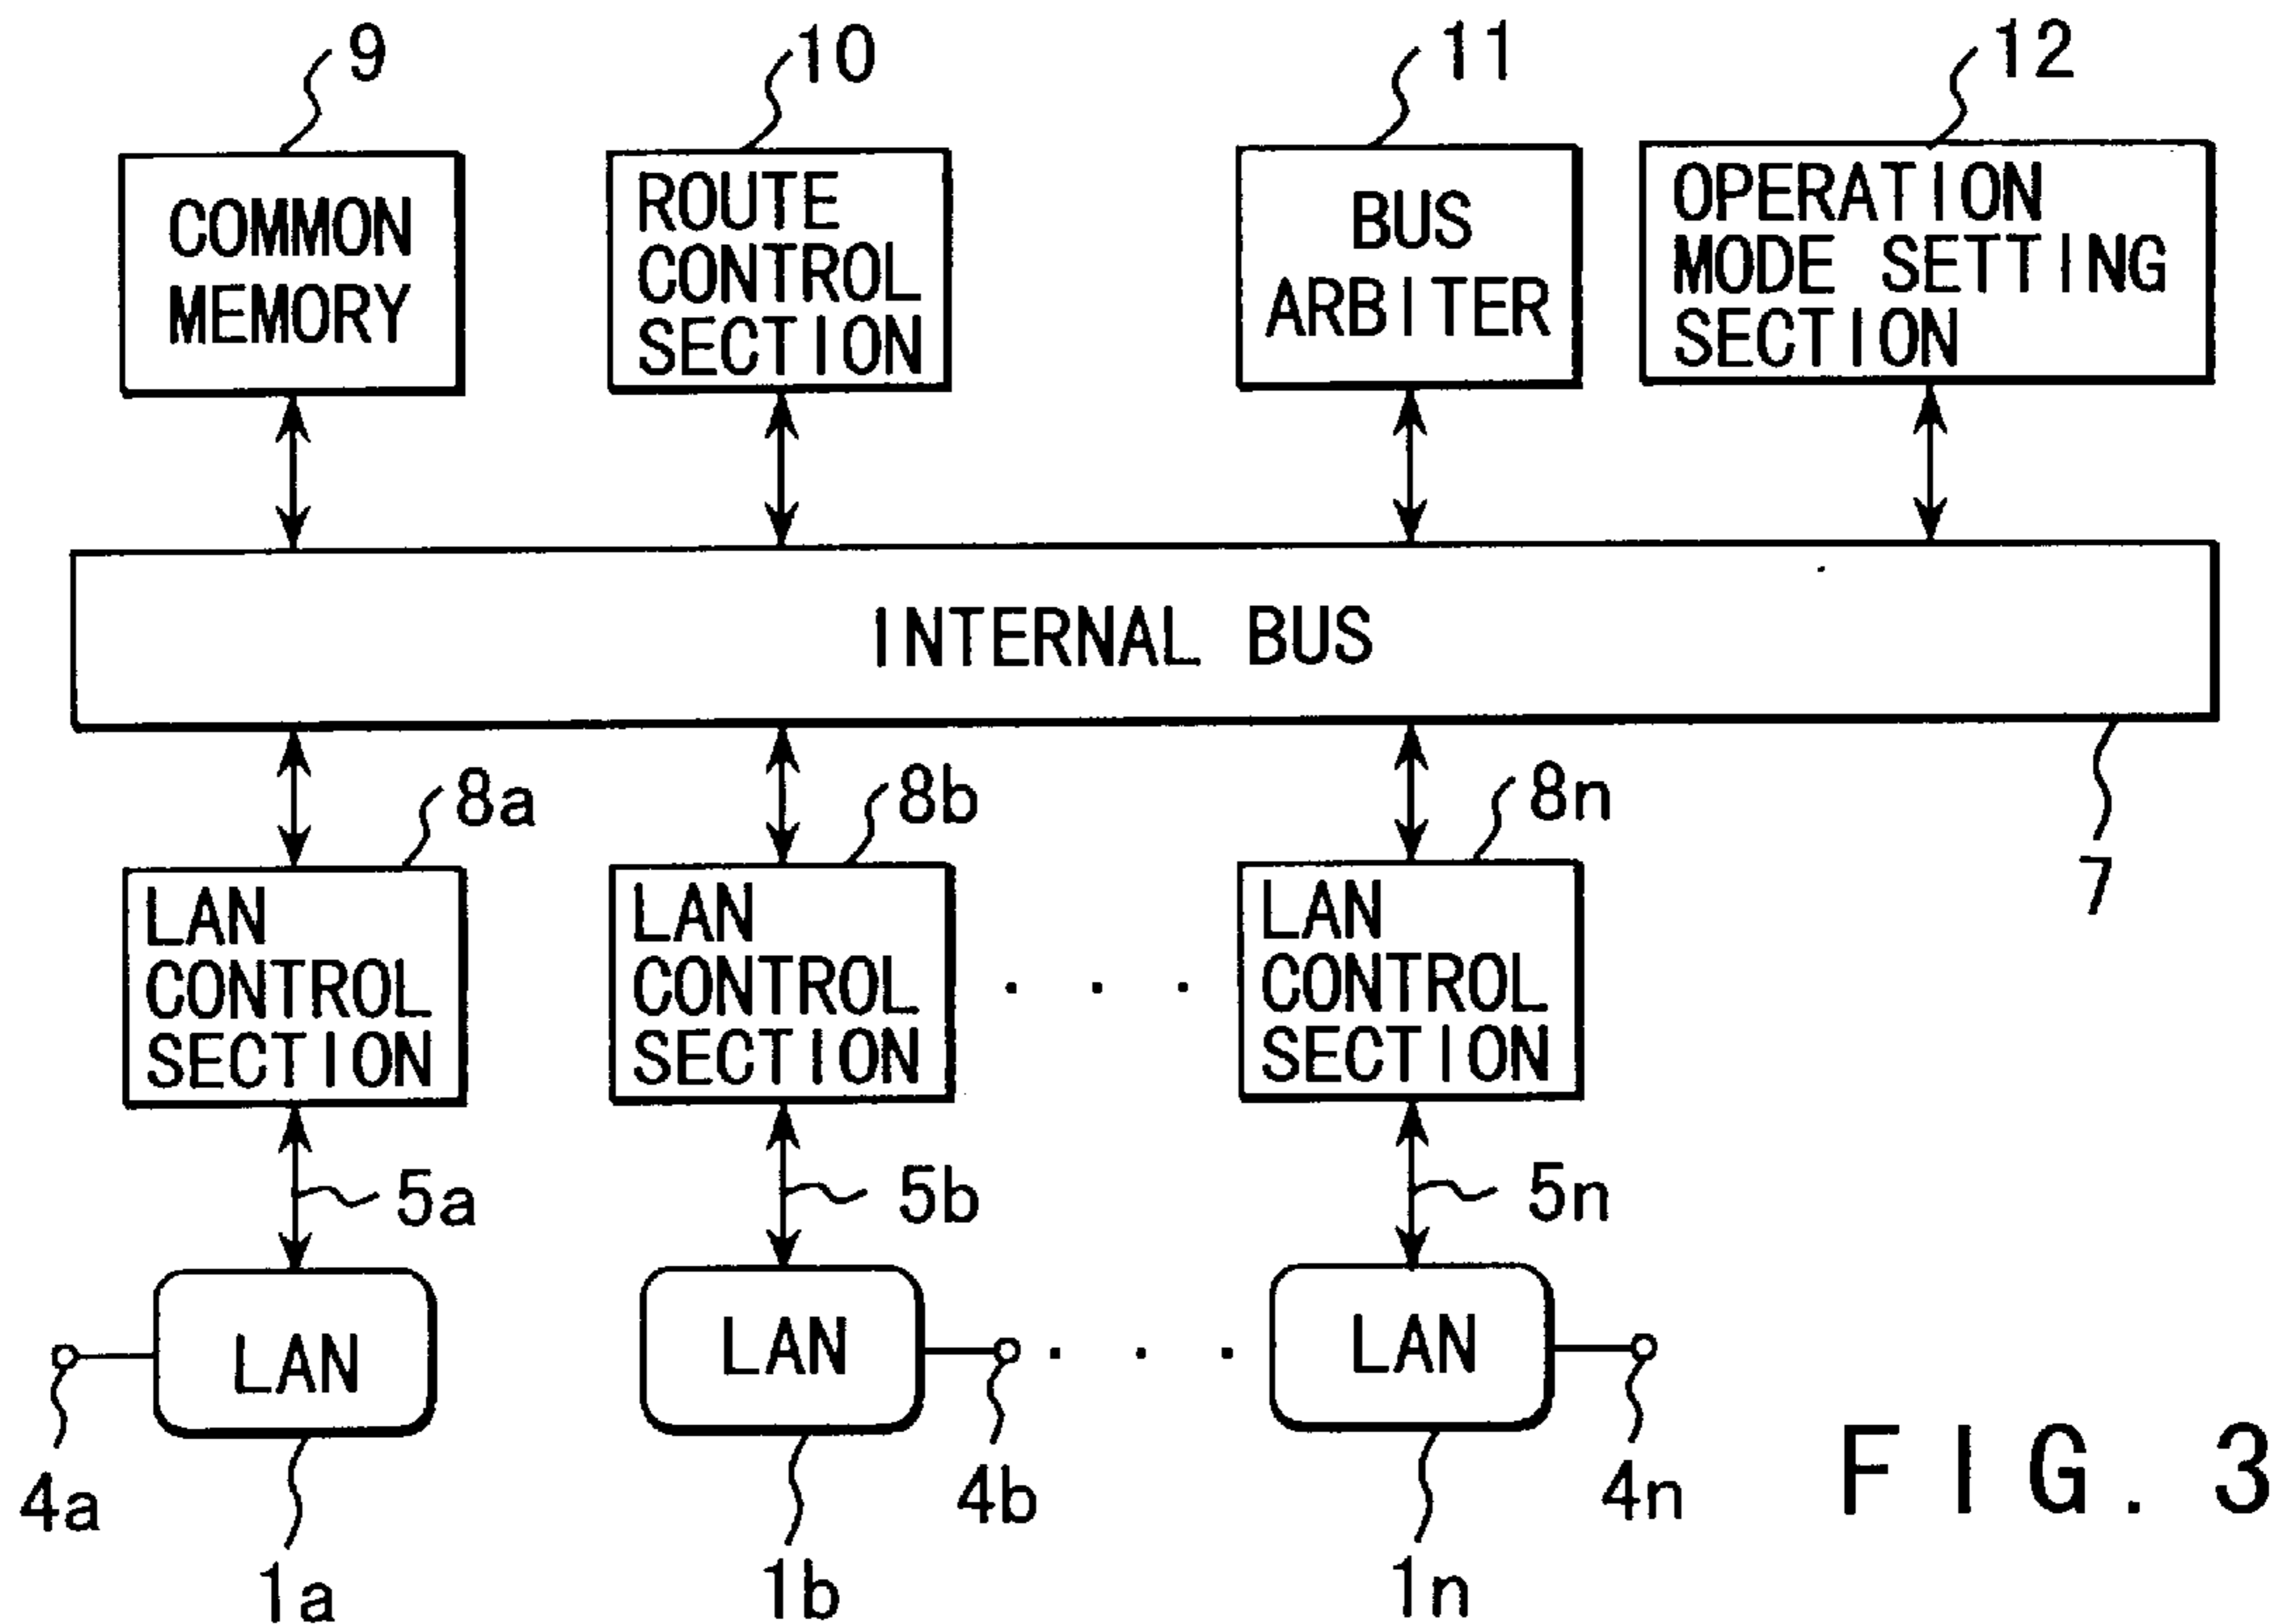 9
10
11
12
COMMON
MEMORY
ROUTE
CONTROL
SECTION
BUS
ARBITER
OPERATION
MODE SETTING
SECTION
INTERNAL BUS
7
8a
8b
8n
LAN
CONTROL
SECTION
LAN
CONTROL
SECTION
. . .
LAN
CONTROL
SECTION
5a
5b
5n
LAN
LAN
. . .
LAN
4a
4b
4n
1a
1b
1n
FIG. 3